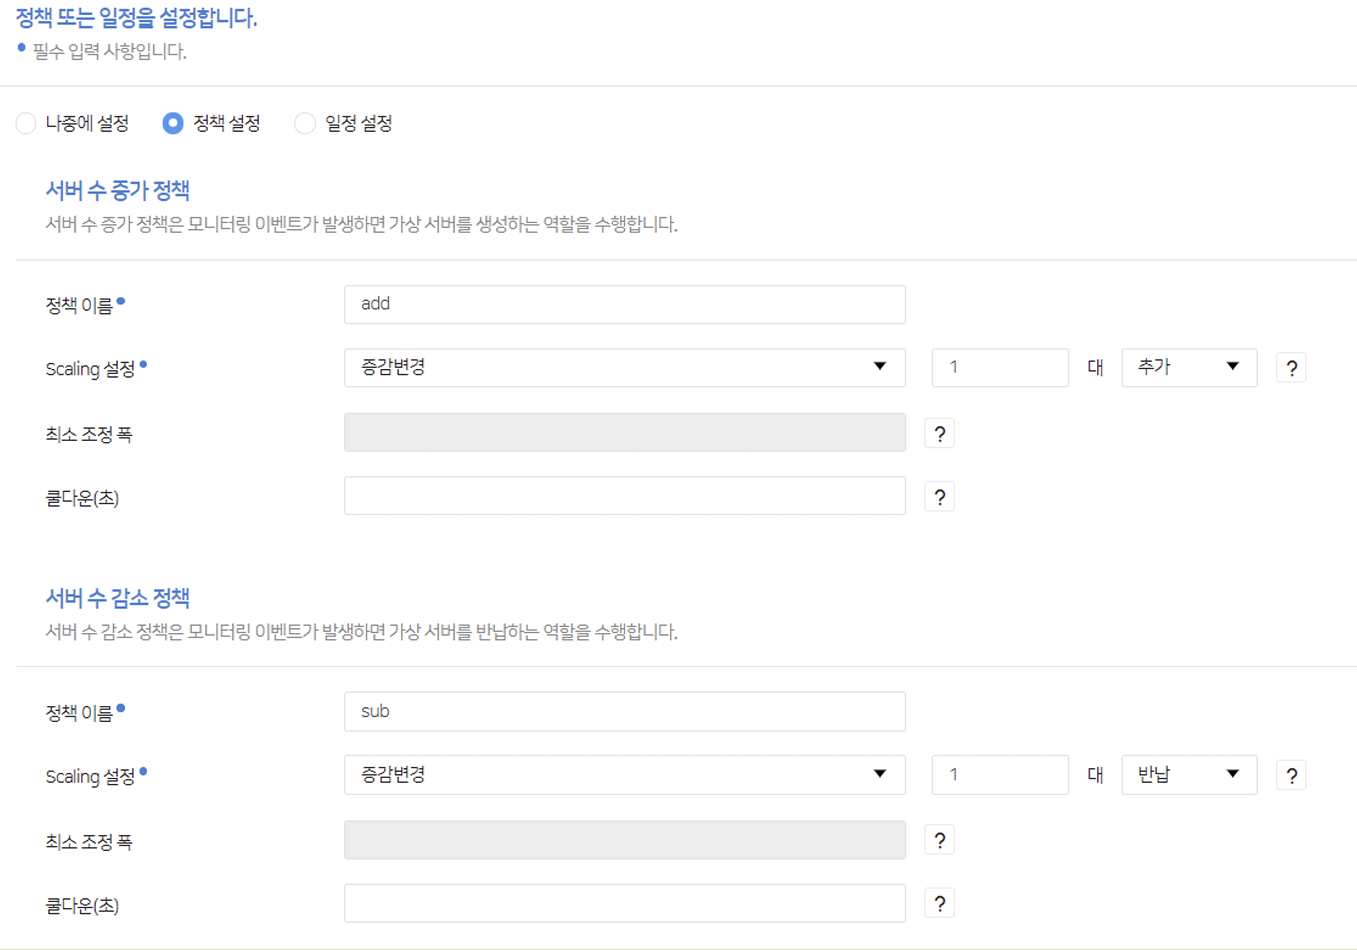 정책 또는 일정을 설정합니다.
필수 입력 사항입니다.
나중에 설정 정책 설정 일정 설정
서버 수 증가 정책
서버 수 증가 정책은 모니터링 이벤트가 발생하면 가상 서버를 생성하는 역할을 수행합니다.
정책 이름 add
Scaling 설정 증감변경 1 대 추가 ?
최소 조정 폭 ?
쿨다운(초) ?
서버 수 감소 정책
서버 수 감소 정책은 모니터링 이벤트가 발생하면 가상 서버를 반납하는 역할을 수행합니다.
정책 이름 sub
Scaling 설정 증감변경 1 대 반납 ?
최소 조정 폭 ?
쿨다운(초) ?